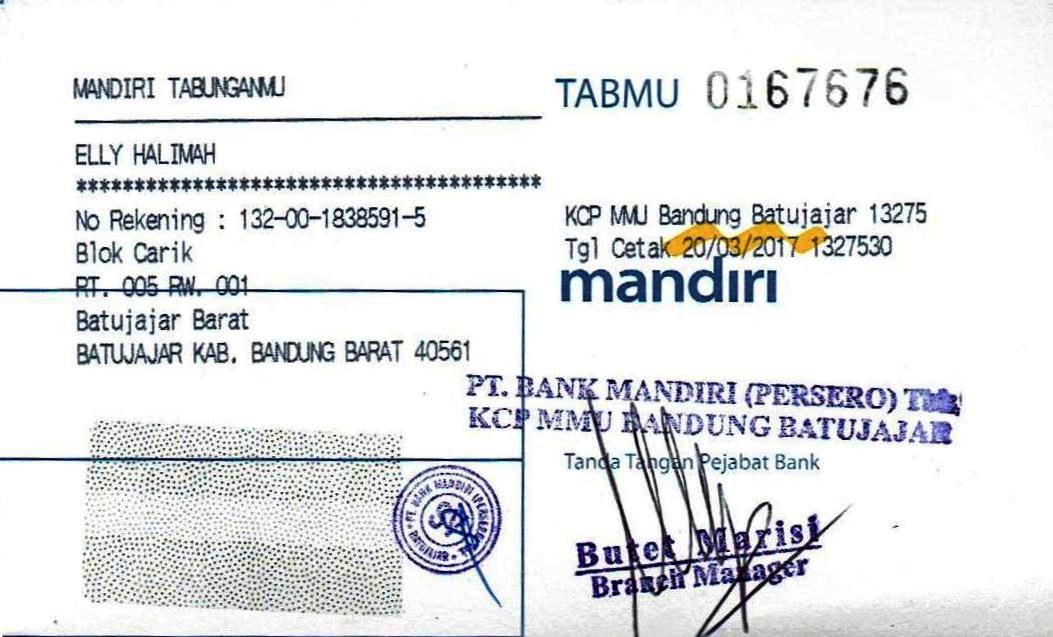 MANDIRI TABUNGANMU
TABMU 0167676
ELLY HALIMAH
****************************************
No Rekening : 132-00-1838591-5
Blok Carik
RT. 005 RW. 001
Batujajar Barat
BATUJAJAR KAB. BANDUNG BARAT 40561
KCP MMU Bandung Batujajar 13275
Tgl Cetak 20/03/2017 1327530
mandiri
PT. BANK MANDIRI (PERSERO) Tbk
KCP MMU BANDUNG BATUJAJAR
Tanda Tangan Pejabat Bank
PT. BANK MANDIRI (PERSERO)
BATUJAJAR
Butet Marisi
Branch Manager